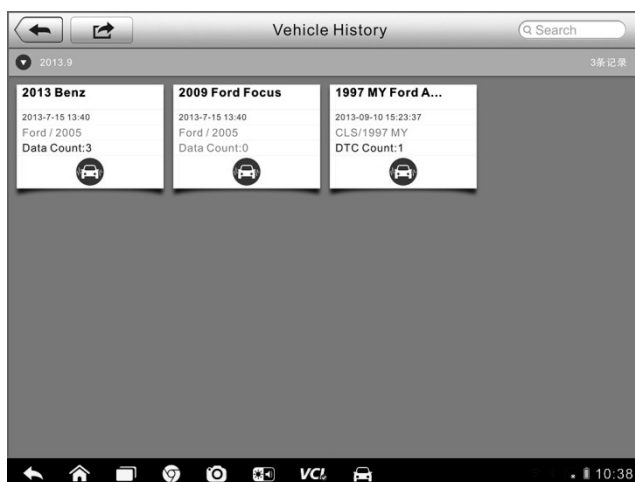 Vehicle History
Search
2013.9
3条记录
2013 Benz
2013-7-15 13:40
Ford / 2005
Data Count:3
2009 Ford Focus
2013-7-15 13:40
Ford / 2005
Data Count:0
1997 MY Ford A...
2013-09-10 15:23:37
CLS/1997 MY
DTC Count:1
VCI
10:38